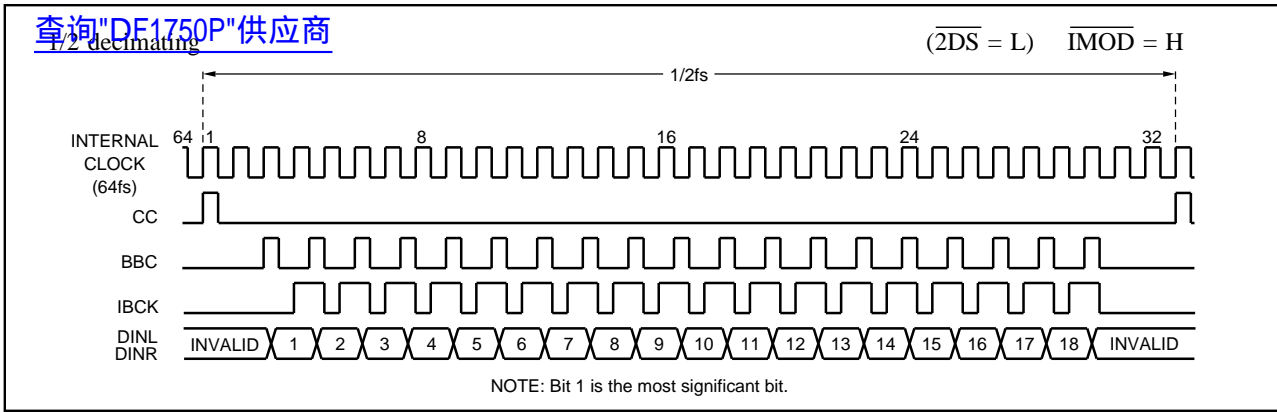 查询"DF1750P"供应商
1/2 decimating (2DS = L) IMOD = H
1/2fs
INTERNAL CLOCK (64fs)
64 1 8 16 24 32
CC
BBC
IBCK
DINL
DINR
INVALID 1 2 3 4 5 6 7 8 9 10 11 12 13 14 15 16 17 18 INVALID
NOTE: Bit 1 is the most significant bit.